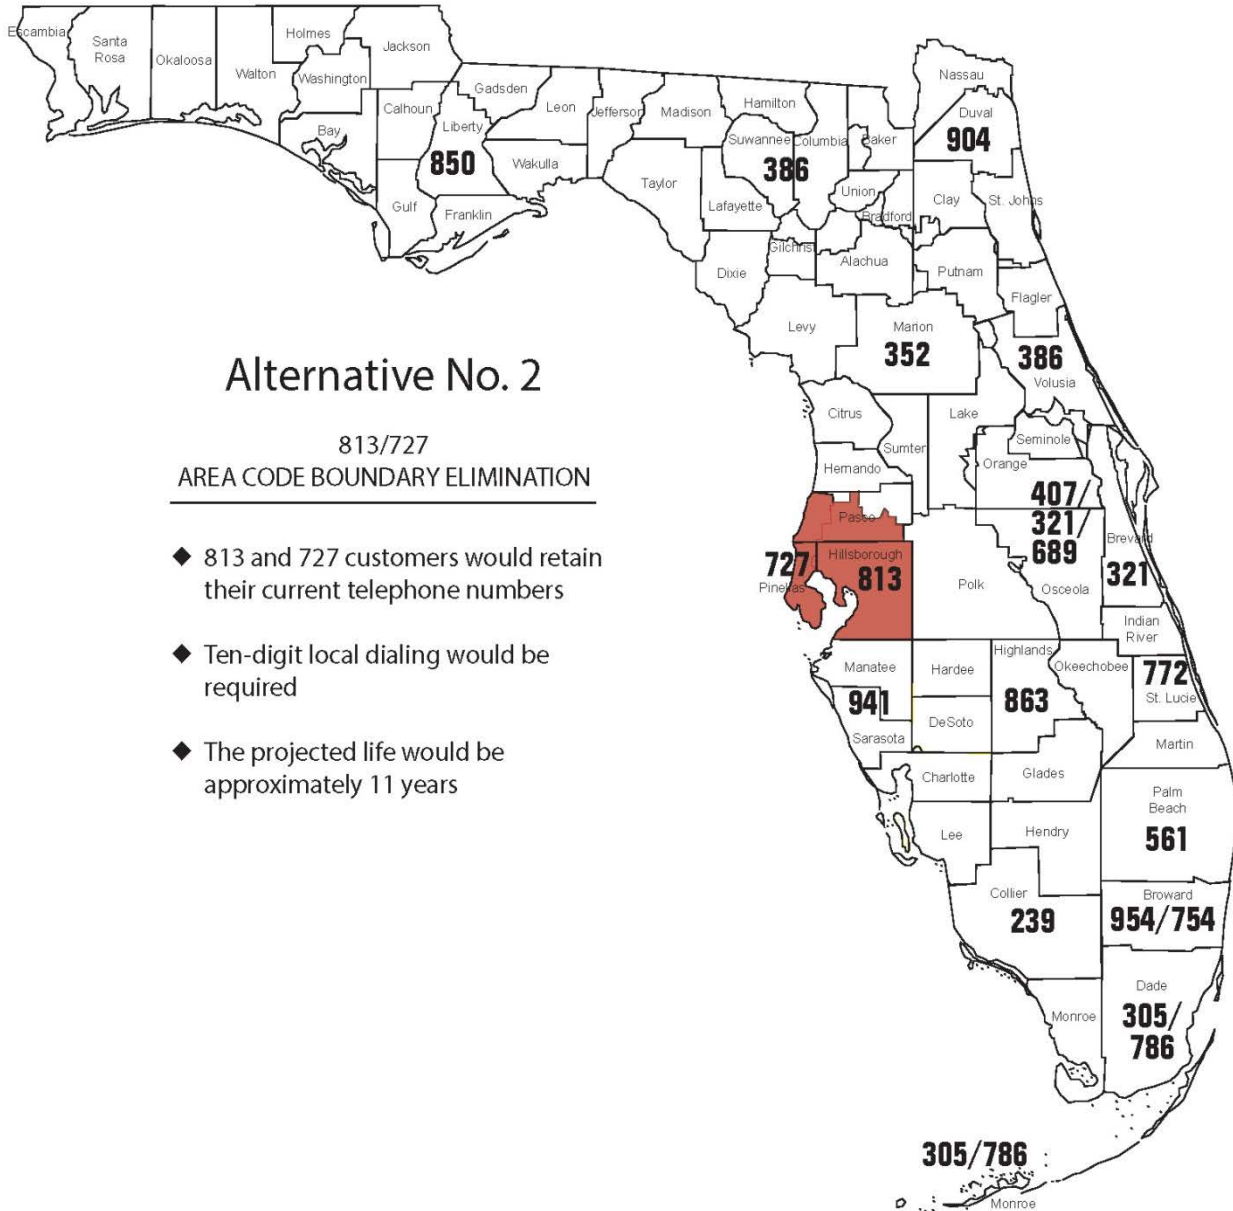 Escambia
Santa
Rosa
Okaloosa
Walton
Holmes
Washington
Jackson
Bay
Calhoun
Gulf
Gadsden
Liberty
850
Franklin
Leon
Wakulla
Jefferson
Madison
Taylor
Hamilton
Suwannee
386
Columbia
Lafayette
Dixie
Gilchrist
Baker
Union
Bradford
Alachua
Nassau
Duval
904
Clay
St. Johns
Putnam
Flagler
Levy
Marion
352
386
Volusia
Citrus
Sumter
Lake
Hernando
Seminole
Orange
407/
321/
689
Brevard
321
Osceola
Pasco
727
Pinellas
Hillsborough
813
Polk
Indian
River
Manatee
941
Sarasota
Hardee
DeSoto
Highlands
863
Okeechobee
772
St. Lucie
Martin
Charlotte
Glades
Lee
Hendry
Palm
Beach
561
Collier
239
Broward
954/754
Dade
305/
786
Monroe
305/786
Monroe
Alternative No. 2
813/727
AREA CODE BOUNDARY ELIMINATION
◆ 813 and 727 customers would retain
their current telephone numbers
◆ Ten-digit local dialing would be
required
◆ The projected life would be
approximately 11 years